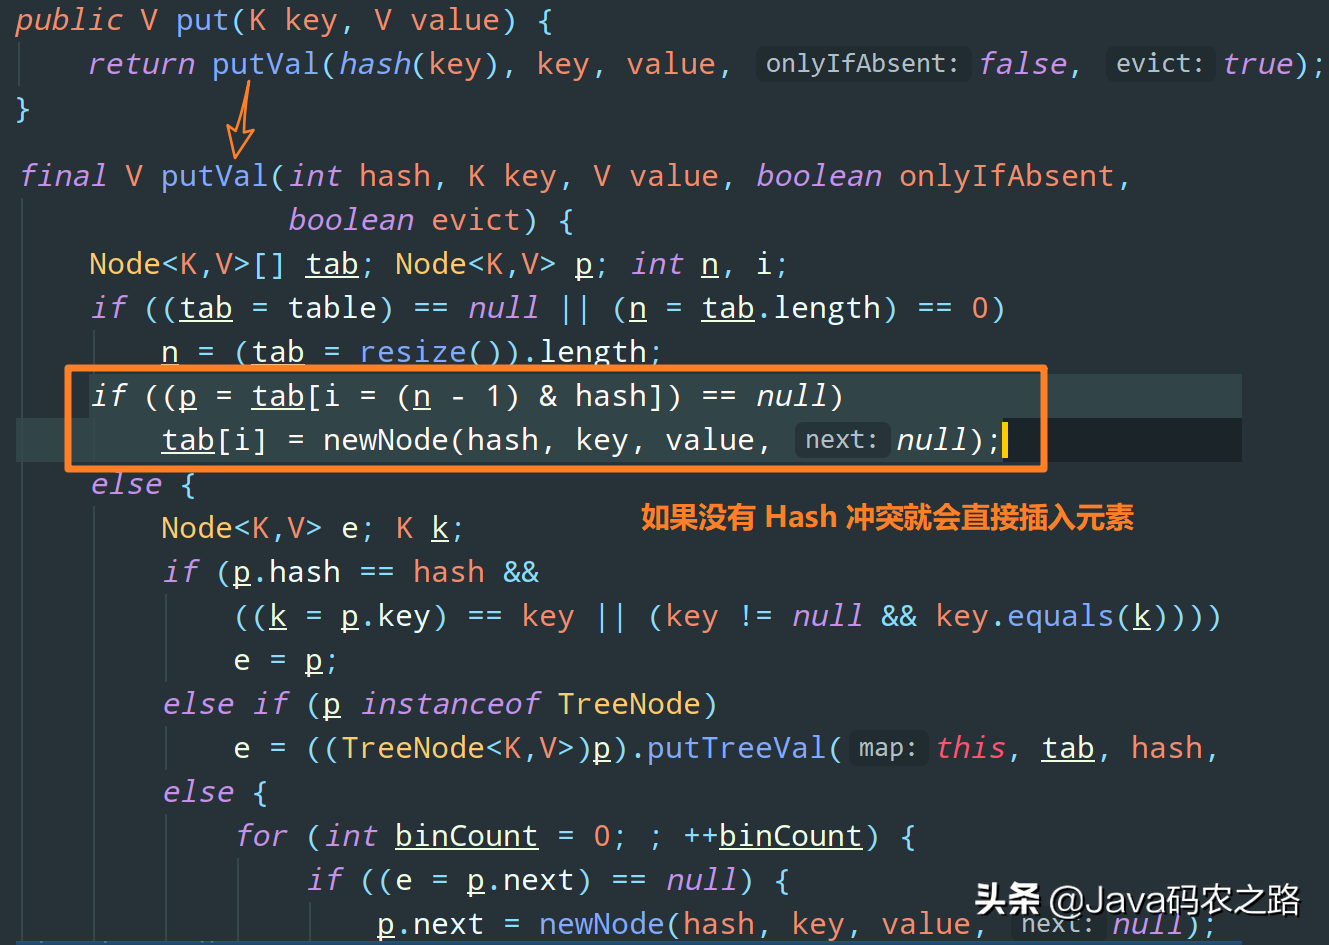 public V put(K key, V value) {
    return putVal(hash(key), key, value, onlyIfAbsent: false, evict: true);
}
final V putVal(int hash, K key, V value, boolean onlyIfAbsent,
               boolean evict) {
    Node<K,V>[] tab; Node<K,V> p; int n, i;
    if ((tab = table) == null || (n = tab.length) == 0)
        n = (tab = resize()).length;
    if ((p = tab[i = (n - 1) & hash]) == null)
        tab[i] = newNode(hash, key, value, next: null);
    else {
如果没有 Hash 冲突就会直接插入元素
        Node<K,V> e; K k;
        if (p.hash == hash &&
            ((k = p.key) == key || (key != null && key.equals(k))))
            e = p;
        else if (p instanceof TreeNode)
            e = ((TreeNode<K,V>)p).putTreeVal( map: this, tab, hash,
        else {
            for (int binCount = 0; ; ++binCount) {
                if ((e = p.next) == null) {
                    p.next = newNode(hash, key, value, next: null);
头条 @Java码农之路